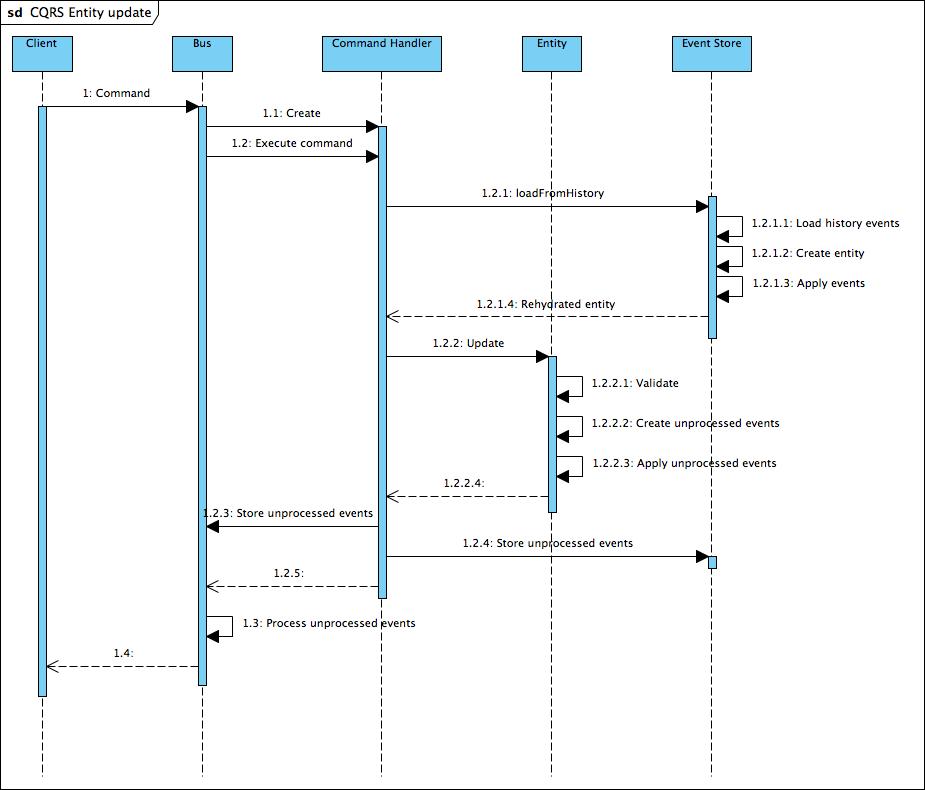 sd CQRS Entity update
Client
Bus
Command Handler
Entity
Event Store
1: Command
1.1: Create
1.2: Execute command
1.2.1: loadFromHistory
1.2.1.1: Load history events
1.2.1.2: Create entity
1.2.1.3: Apply events
1.2.1.4: Rehydrated entity
1.2.2: Update
1.2.2.1: Validate
1.2.2.2: Create unprocessed events
1.2.2.3: Apply unprocessed events
1.2.2.4:
1.2.3: Store unprocessed events
1.2.4: Store unprocessed events
1.2.5:
1.3: Process unprocessed events
1.4: